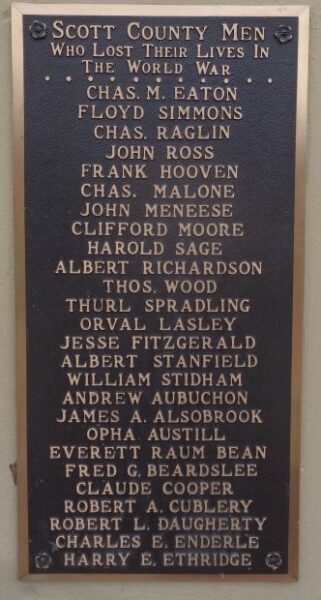 SCOTT COUNTY MEN
WHO LOST THEIR LIVES IN
THE WORLD WAR
CHAS. M. EATON
FLOYD SIMMONS
CHAS. RAGLIN
JOHN ROSS
FRANK HOOVEN
CHAS. MALONE
JOHN MENEESE
CLIFFORD MOORE
HAROLD SAGE
ALBERT RICHARDSON
THOS. WOOD
THURL SPRADLING
ORVAL LASLEY
JESSE FITZGERALD
ALBERT STANFIELD
WILLIAM STIDHAM
ANDREW AUBUCHON
JAMES A. ALSOBROOK
OPHA AUSTILL
EVERETT RAUM BEAN
FRED G. BEARDSLEE
CLAUDE COOPER
ROBERT A. CUBLERY
ROBERT L. DAUGHERTY
CHARLES E. ENDERLE
HARRY E. ETHRIDGE